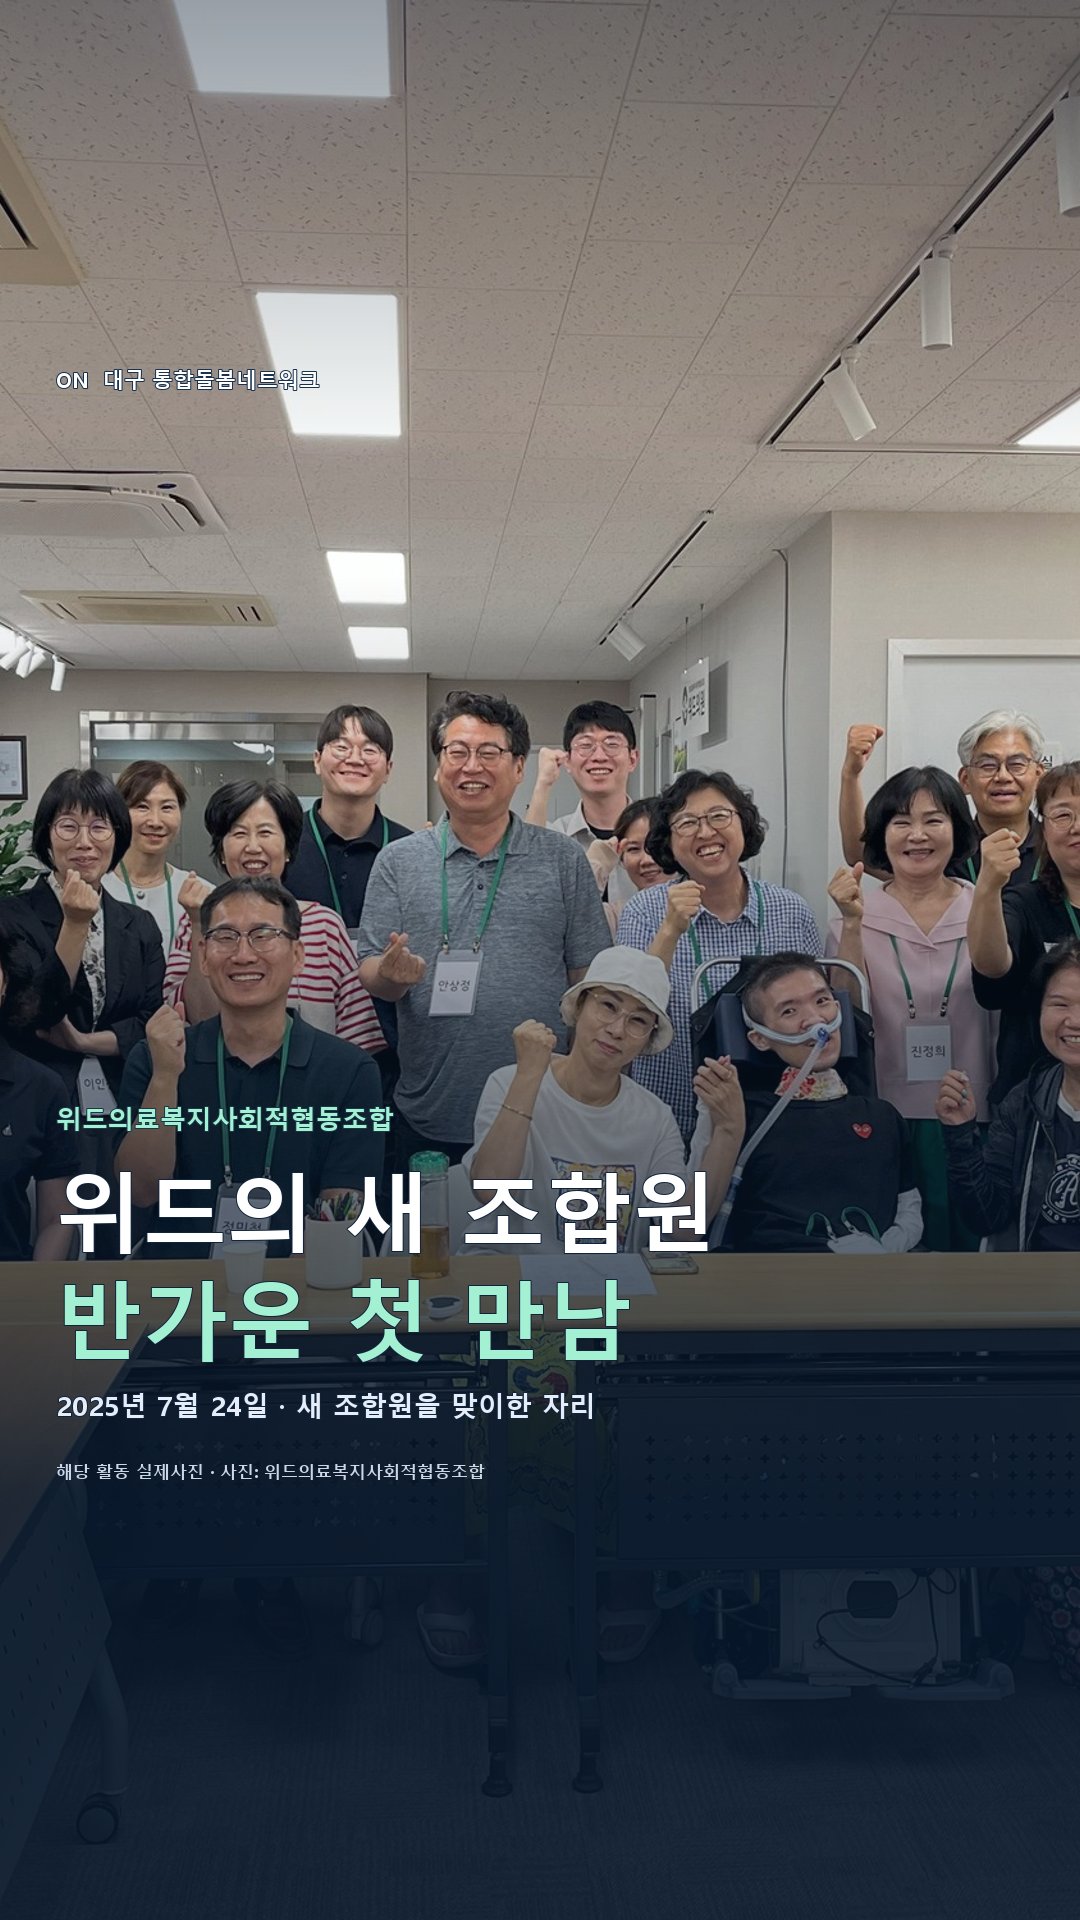 ON 대구 통합돌봄네트워크
위드의원
안상정
진정희
위드의료복지사회적협동조합
위드의 새 조합원
반가운 첫 만남
2025년 7월 24일 · 새 조합원을 맞이한 자리
해당 활동 실제사진 · 사진: 위드의료복지사회적협동조합